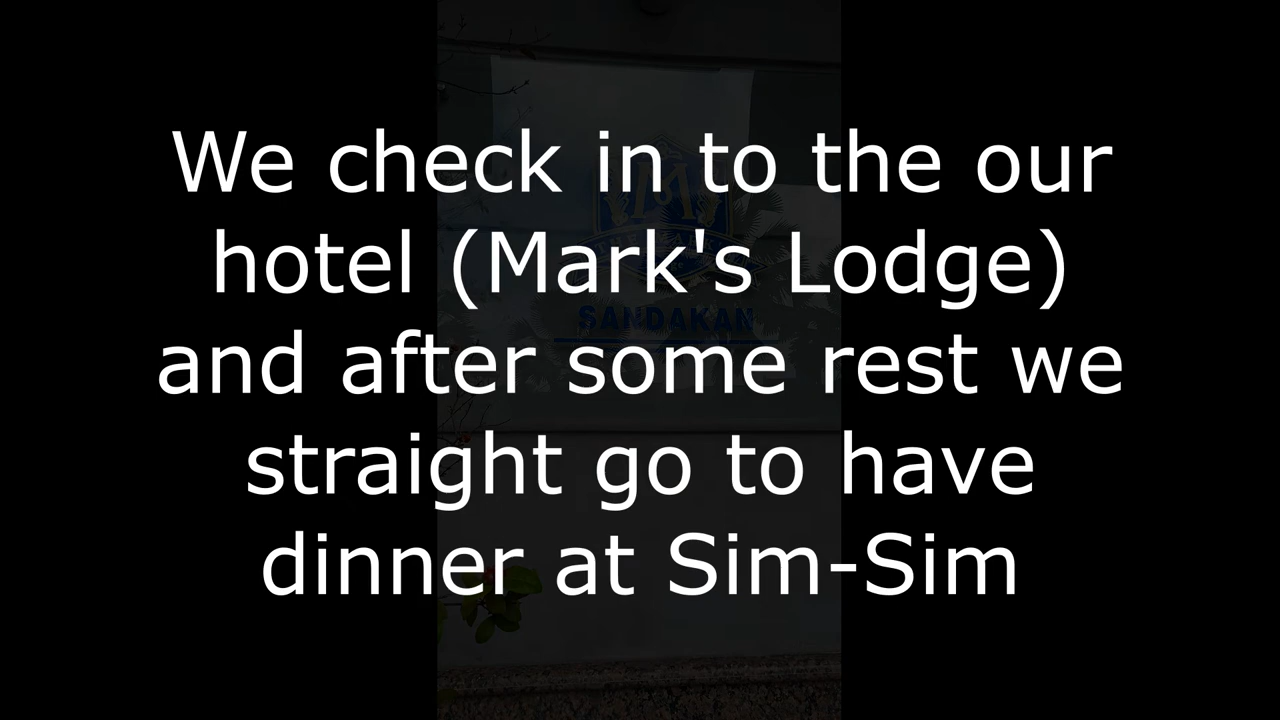 We check in to the our
hotel (Mark's Lodge)
and after some rest we
straight go to have
dinner at Sim-Sim
M
SANDAKAN